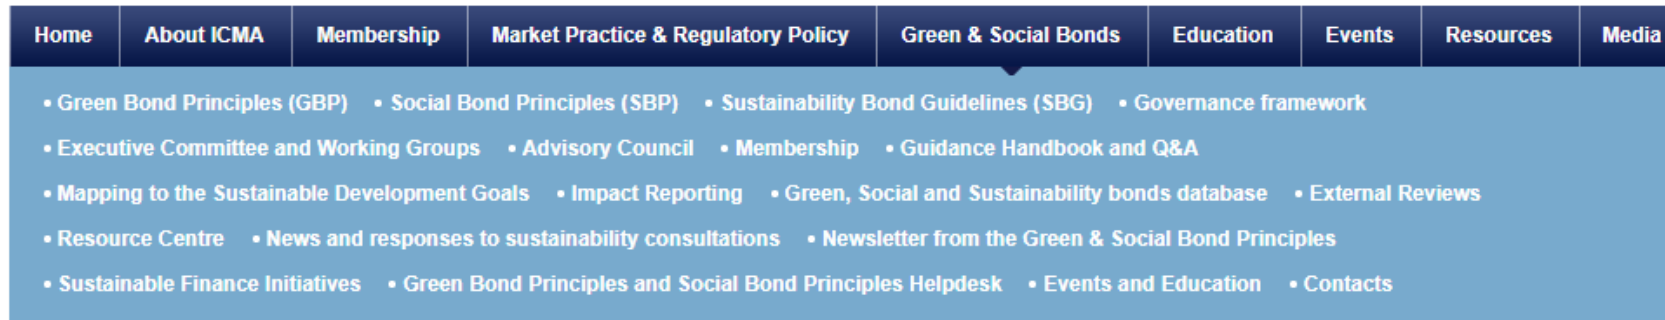 Home About ICMA Membership Market Practice & Regulatory Policy Green & Social Bonds Education Events Resources Media
• Green Bond Principles (GBP) • Social Bond Principles (SBP) • Sustainability Bond Guidelines (SBG) • Governance framework
• Executive Committee and Working Groups • Advisory Council • Membership • Guidance Handbook and Q&A
• Mapping to the Sustainable Development Goals • Impact Reporting • Green, Social and Sustainability bonds database • External Reviews
• Resource Centre • News and responses to sustainability consultations • Newsletter from the Green & Social Bond Principles
• Sustainable Finance Initiatives • Green Bond Principles and Social Bond Principles Helpdesk • Events and Education • Contacts